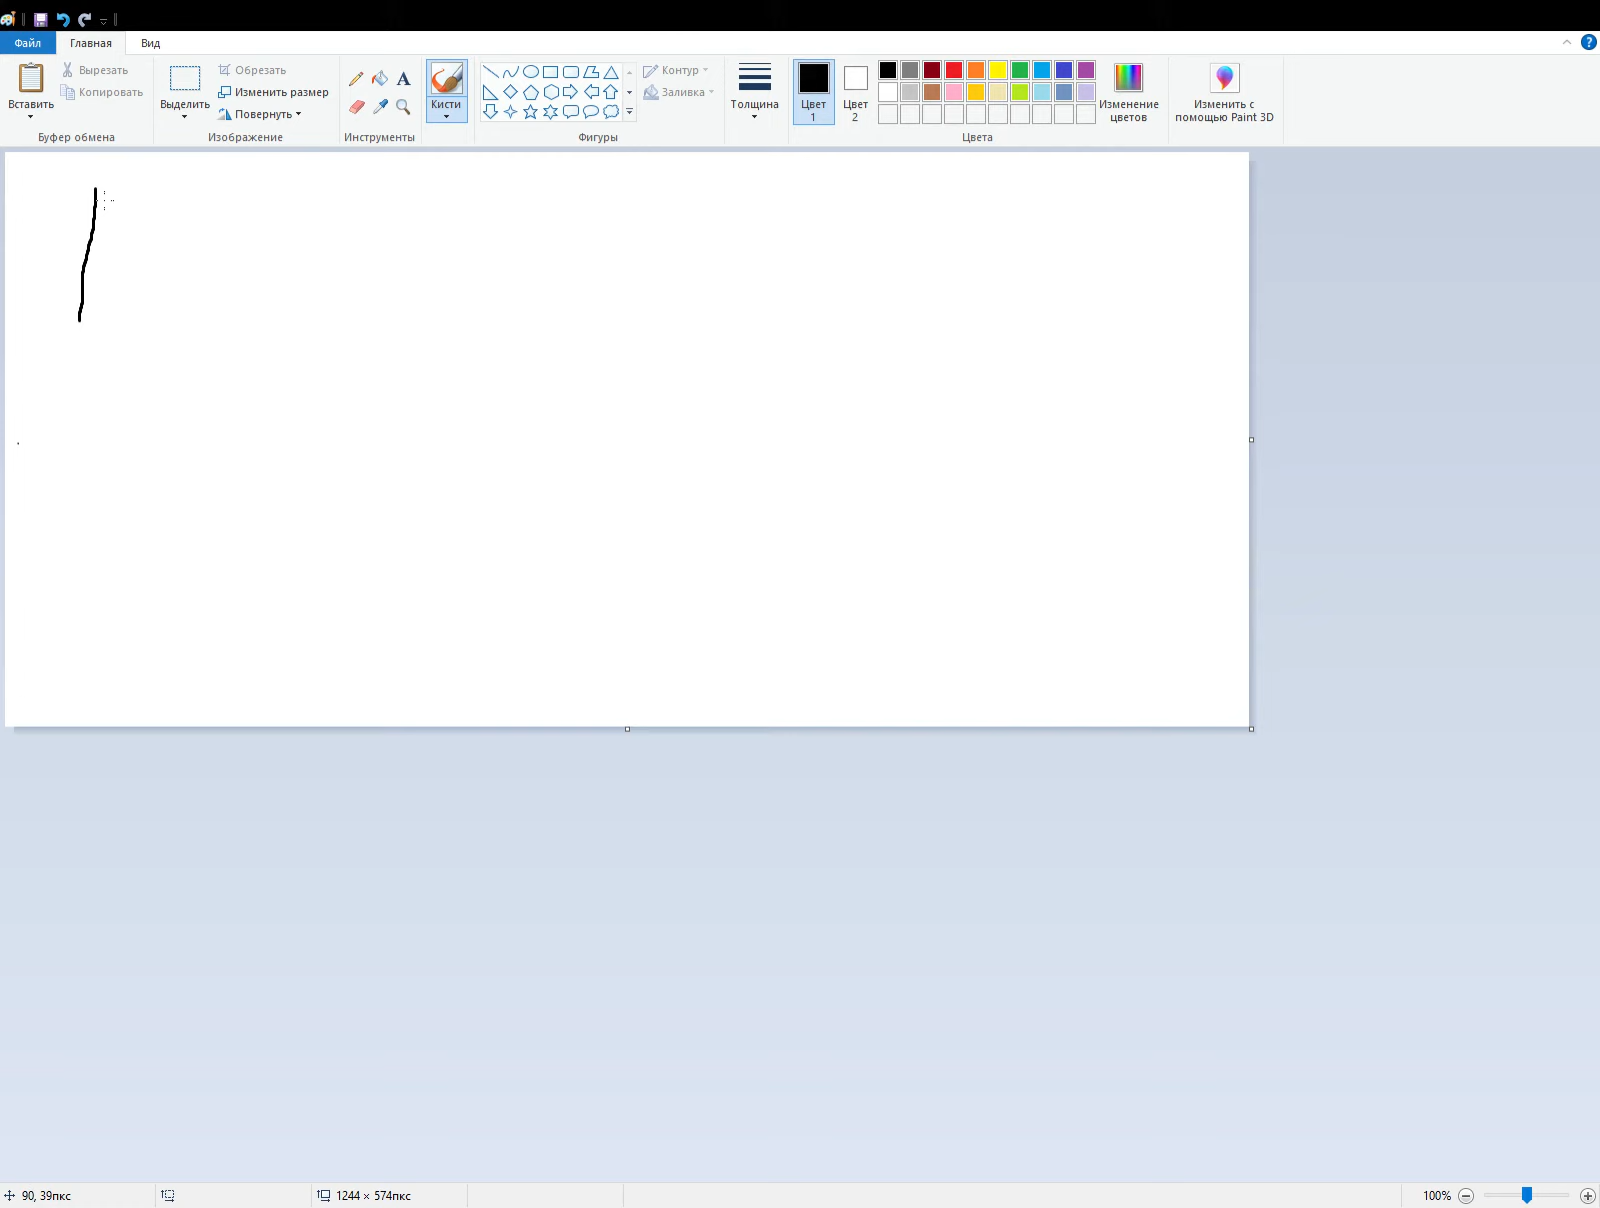 Файл Главная Вид
Вставить
Вырезать
Копировать
Буфер обмена
Выделить
Обрезать
Изменить размер
Повернуть
Изображение
A
Инструменты
Кисти
Контур
Заливка
Фигуры
Толщина
Цвет
1
Цвет
2
Изменение
цветов
Цвета
Изменить с
помощью Paint 3D
?
90, 39пкс
1244 × 574пкс
100%